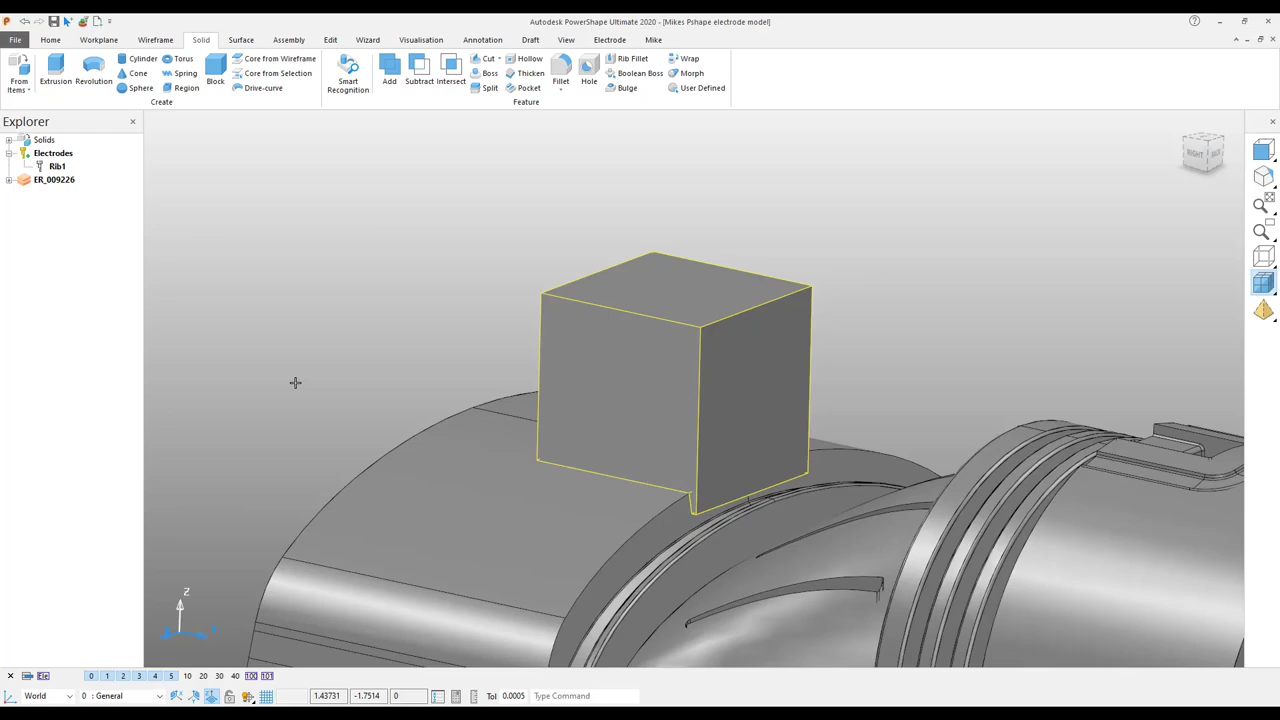 Autodesk PowerShape Ultimate 2020 - [Mikes Pshape electrode model]
File Home Workplane Wireframe Solid Surface Assembly Edit Wizard Visualisation Annotation Draft View Electrode Mike
From Items
Extrusion
Revolution
Cylinder
Cone
Sphere
Torus
Spring
Region
Block
Core from Wireframe
Core from Selection
Drive-curve
Create
Smart Recognition
Add
Subtract
Intersect
Cut
Boss
Split
Hollow
Thicken
Pocket
Fillet
Hole
Rib Fillet
Boolean Boss
Bulge
Wrap
Morph
User Defined
Feature
Explorer
Solids
Electrodes
Rib1
ER_009226
RIGHT
Z
0 1 2 3 4 5 10 20 30 40 100 101
World 0 : General 1.43731 -1.7514 0 Tol 0.0005 Type Command